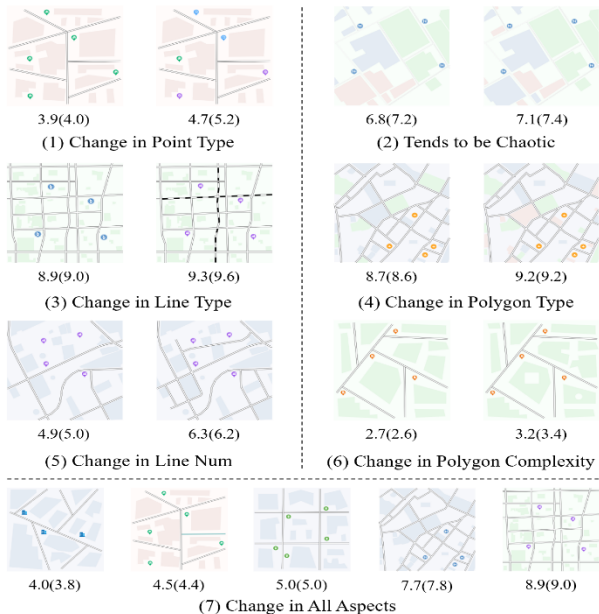 3.9(4.0) 4.7(5.2)
(1) Change in Point Type
6.8(7.2) 7.1(7.4)
(2) Tends to be Chaotic
8.9(9.0) 9.3(9.6)
(3) Change in Line Type
8.7(8.6) 9.2(9.2)
(4) Change in Polygon Type
4.9(5.0) 6.3(6.2)
(5) Change in Line Num
2.7(2.6) 3.2(3.4)
(6) Change in Polygon Complexity
4.0(3.8) 4.5(4.4) 5.0(5.0) 7.7(7.8) 8.9(9.0)
(7) Change in All Aspects